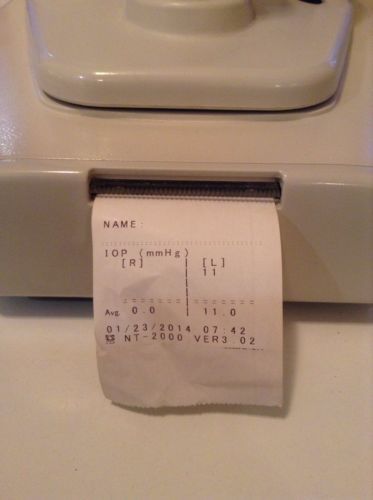 NAME:
IOP (mmHg)
[R] [L]
11
Avg. 0.0 11.0
01/23/2014 07:42
NT-2000 VER3.02